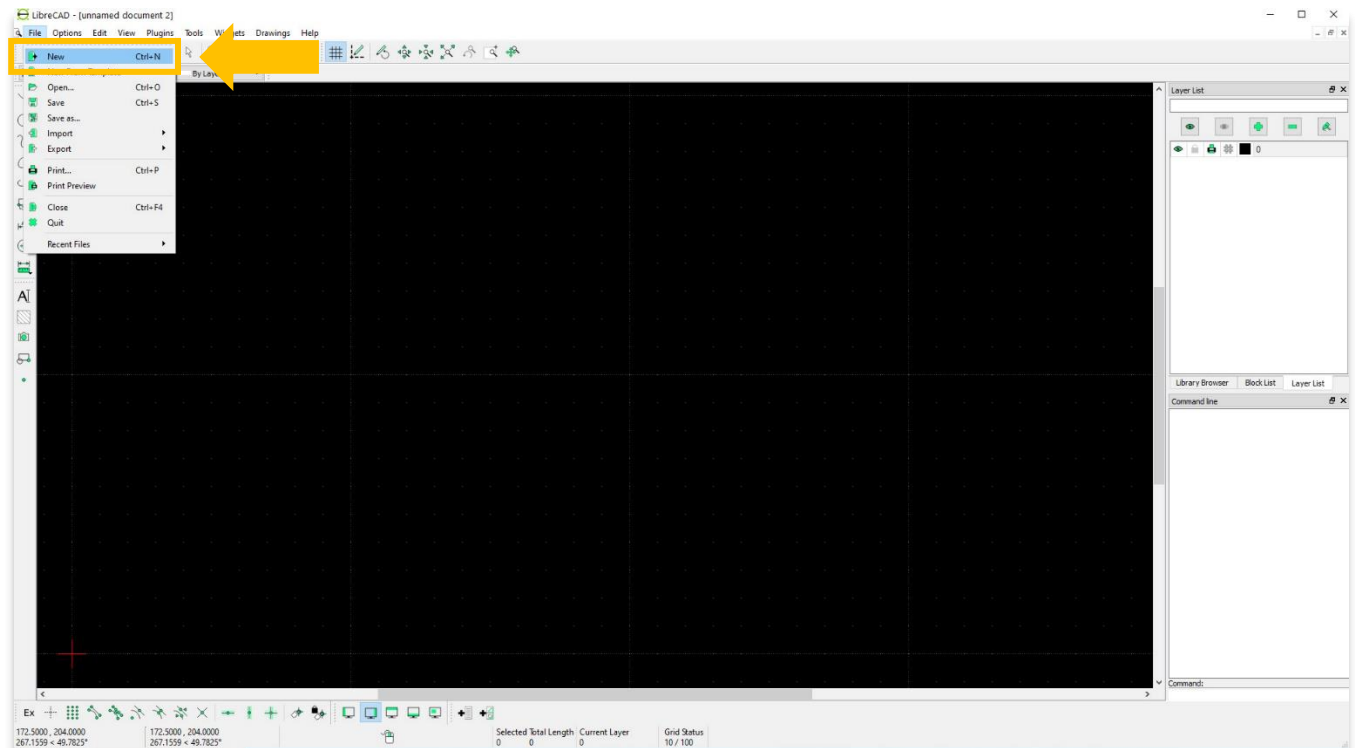 LibreCAD - [unnamed document 2]
File Options Edit View Plugins Tools Drawings Help
New Ctrl+N
By Lay
Open... Ctrl+O
Save Ctrl+S
Save as...
Import
Export
Print... Ctrl+P
Print Preview
Close Ctrl+F4
Quit
Recent Files
Layer List
0
Library Browser Block List Layer List
Command line
Command:
Ex
172.5000 , 204.0000 172.5000 , 204.0000 Selected Total Length Current Layer Grid Status
267.1559 < 49.7825° 267.1559 < 49.7825° 0 0 0 10 / 100